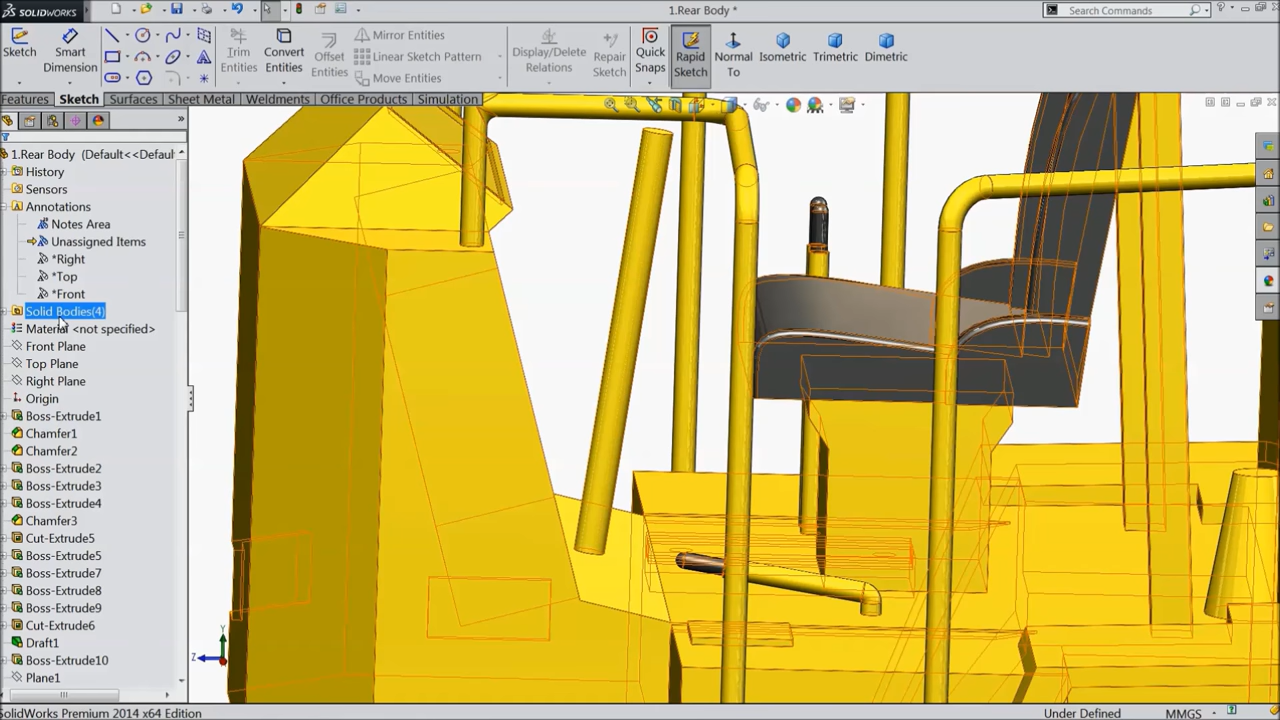 SOLIDWORKS
1.Rear Body *
Search Commands
Sketch
Smart Dimension
Trim Entities
Convert Entities
Offset Entities
Mirror Entities
Linear Sketch Pattern
Move Entities
Display/Delete Relations
Repair Sketch
Quick Snaps
Rapid Sketch
Normal To
Isometric
Trimetric
Dimetric
Features
Sketch
Surfaces
Sheet Metal
Weldments
Office Products
Simulation
1.Rear Body (Default<<Defaul
History
Sensors
Annotations
Notes Area
Unassigned Items
*Right
*Top
*Front
Solid Bodies(4)
Material <not specified>
Front Plane
Top Plane
Right Plane
Origin
Boss-Extrude1
Chamfer1
Chamfer2
Boss-Extrude2
Boss-Extrude3
Boss-Extrude4
Chamfer3
Cut-Extrude5
Boss-Extrude5
Boss-Extrude7
Boss-Extrude8
Boss-Extrude9
Cut-Extrude6
Draft1
Boss-Extrude10
Plane1
Y
Z
SolidWorks Premium 2014 x64 Edition
Under Defined
MMGS